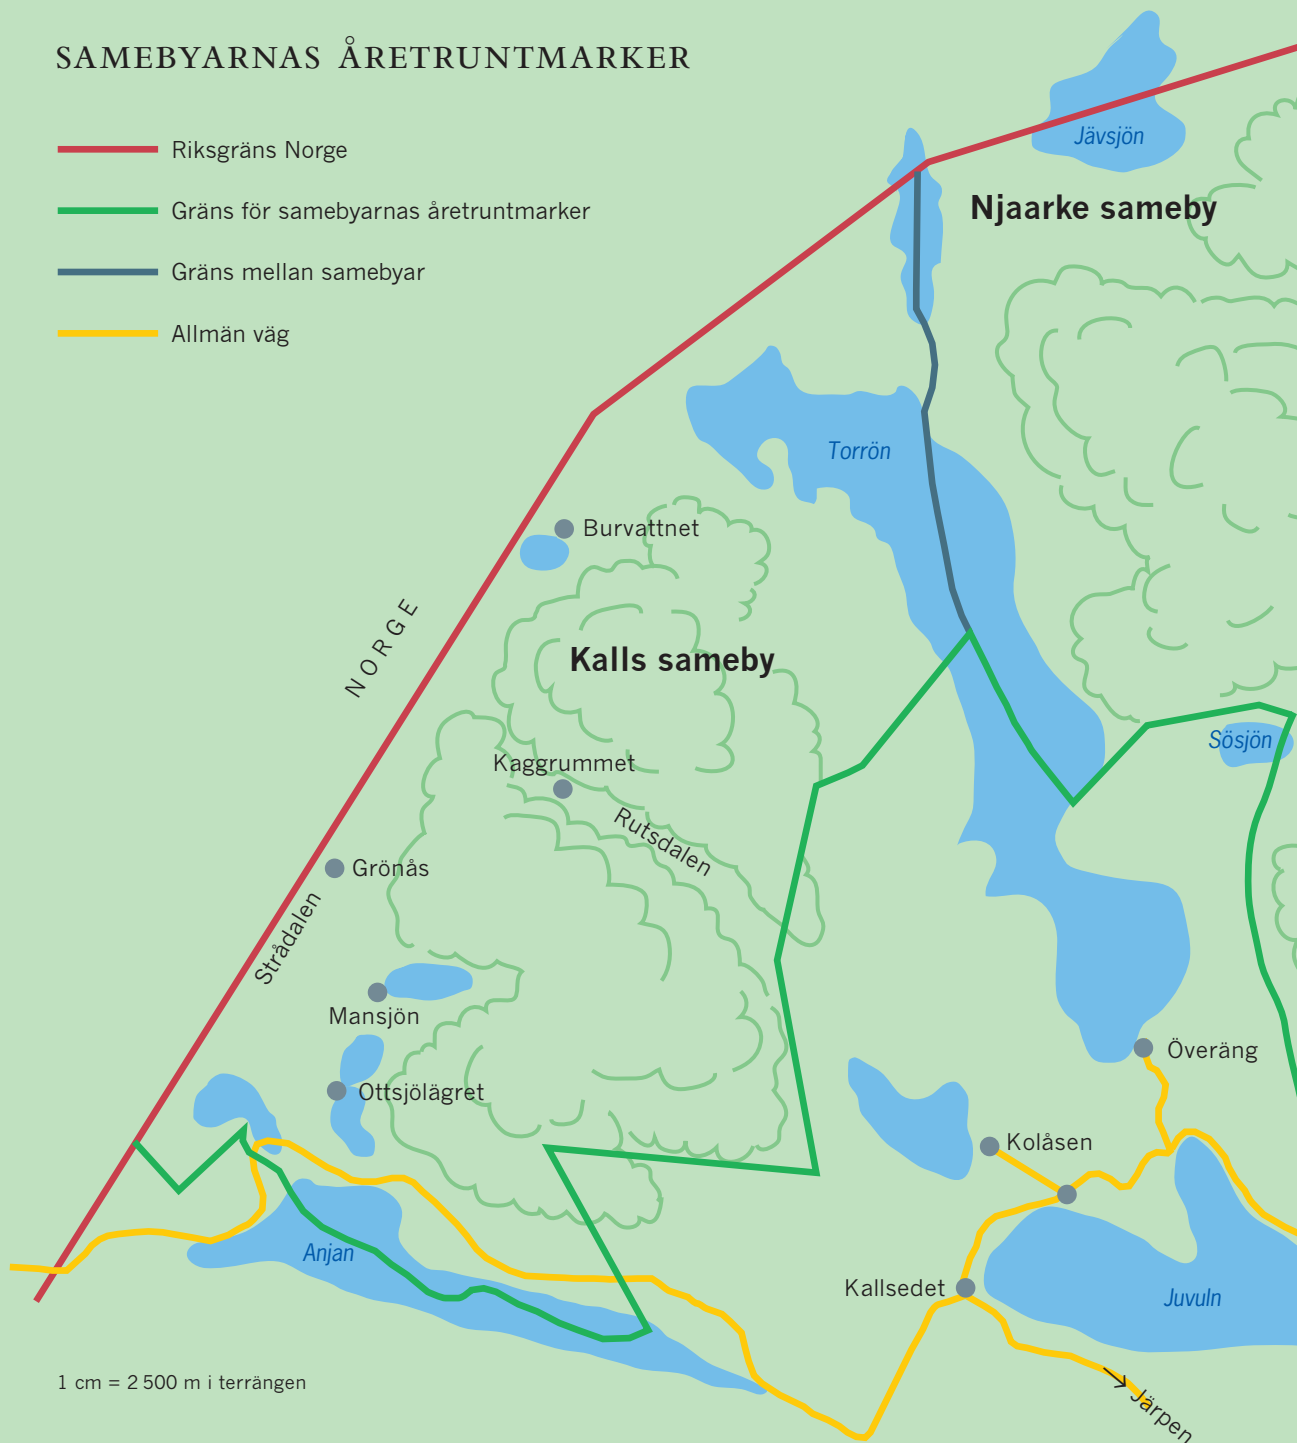 SAMEBYARNAS ÅRETRUNTMARKER
Riksgräns Norge
Gräns för samebyarnas åretruntmarker
Gräns mellan samebyar
Allmän väg
Jävsjön
Njaarke sameby
Torrön
Burvattnet
NORGE
Kalls sameby
Sösjön
Kaggrummet
Rutsdalen
Grönås
Strådalen
Mansjön
Överäng
Ottsjölägret
Kolåsen
Anjan
Kallsedet
Juvuln
1 cm = 2 500 m i terrängen
→ Järpen